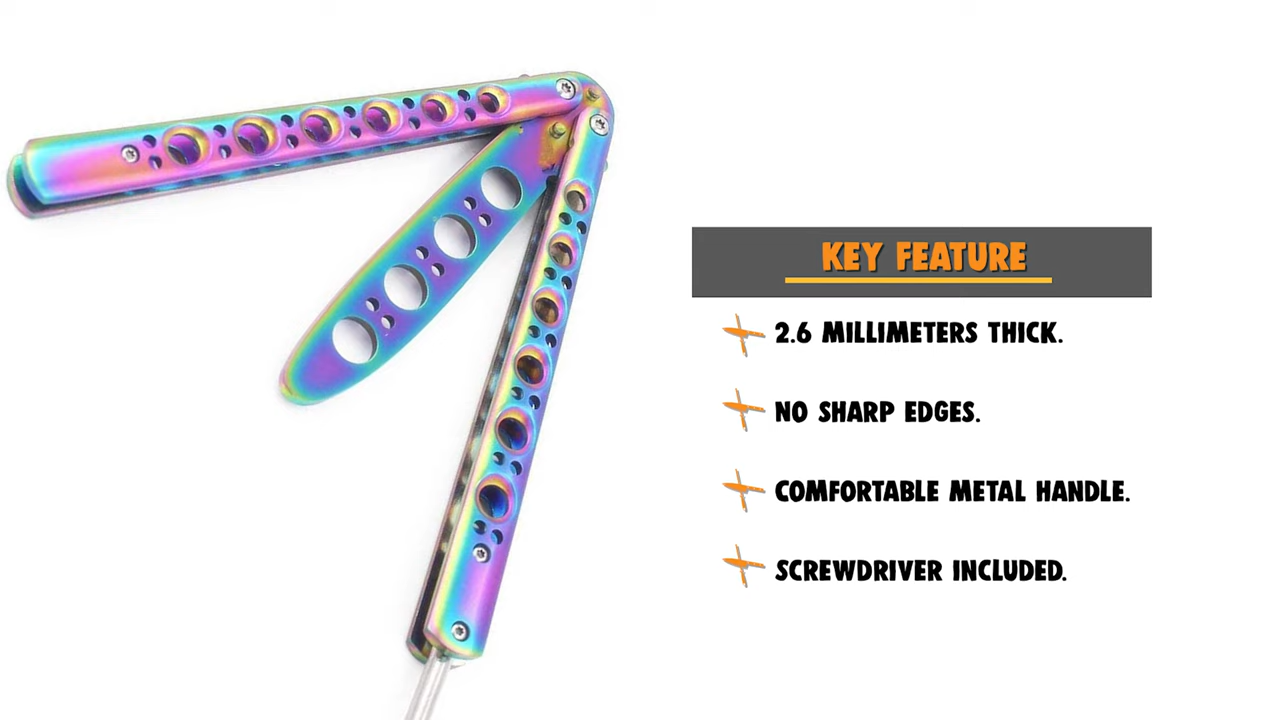 KEY FEATURE
2.6 MILLIMETERS THICK.
NO SHARP EDGES.
COMFORTABLE METAL HANDLE.
SCREWDRIVER INCLUDED.